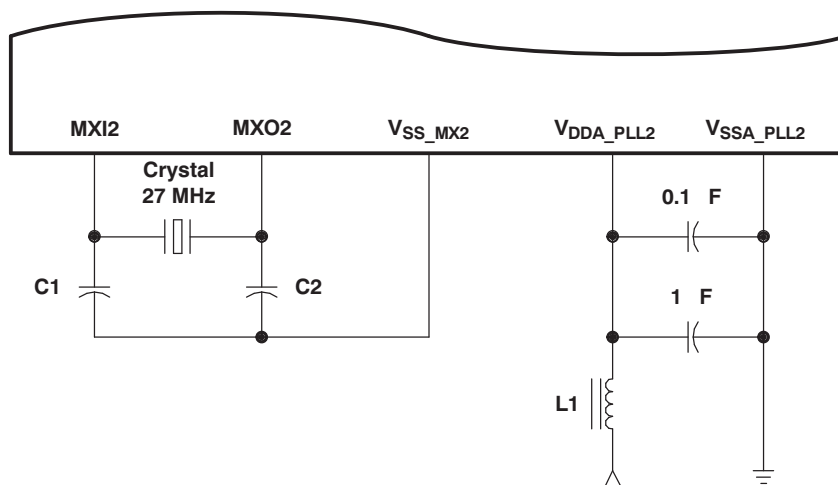 MXI2 MXO2 VSS_MX2 VDDA_PLL2 VSSA_PLL2
Crystal
27 MHz
0.1 F
C1 C2
1 F
L1